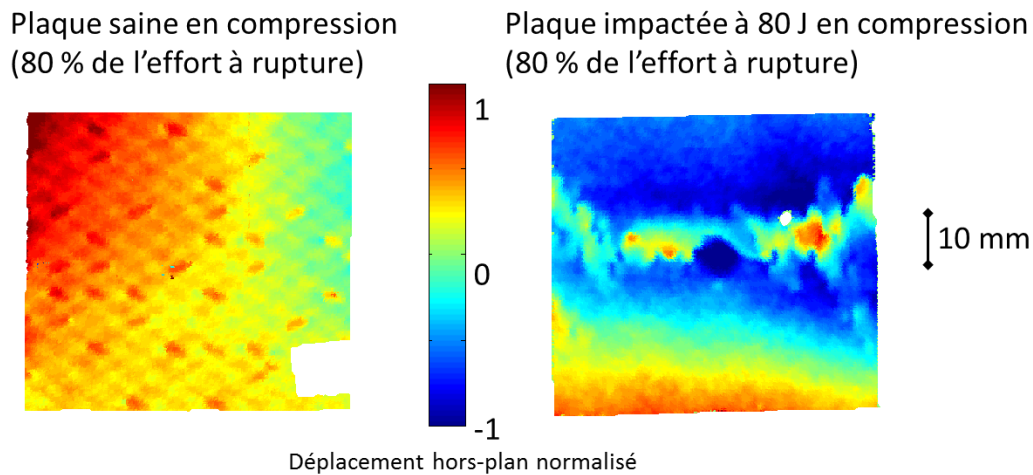 Plaque saine en compression
(80 % de l’effort à rupture)
Plaque impactée à 80 J en compression
(80 % de l’effort à rupture)
1
0
-1
10 mm
Déplacement hors-plan normalisé